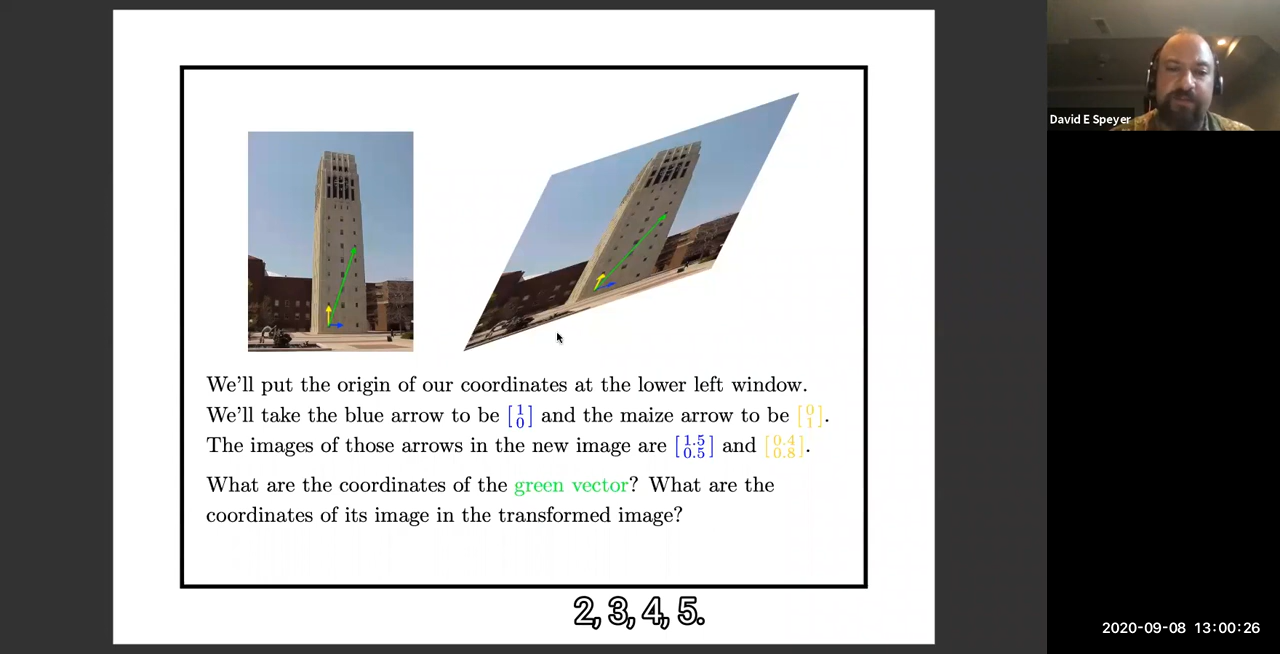 David E Speyer
We'll put the origin of our coordinates at the lower left window.
We'll take the blue arrow to be [1 0] and the maize arrow to be [0 1].
The images of those arrows in the new image are [1.5 0.5] and [0.4 0.8].
What are the coordinates of the green vector? What are the
coordinates of its image in the transformed image?
2, 3, 4, 5.
2020-09-08 13:00:26